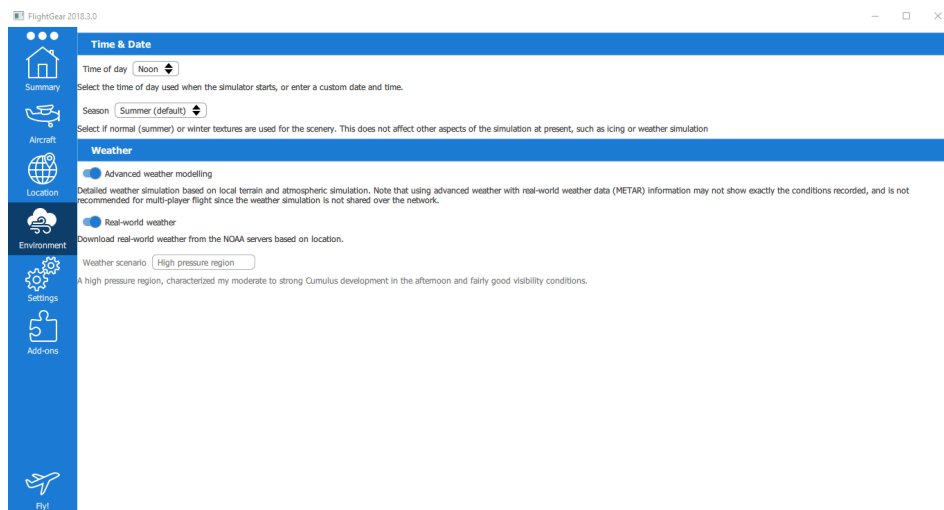 FlightGear 2018.3.0
Summary
Aircraft
Location
Environment
Settings
Add-ons
Fly!
Time & Date
Time of day Noon
Select the time of day used when the simulator starts, or enter a custom date and time.
Season Summer (default)
Select if normal (summer) or winter textures are used for the scenery. This does not affect other aspects of the simulation at present, such as icing or weather simulation
Weather
Advanced weather modelling
Detailed weather simulation based on local terrain and atmospheric simulation. Note that using advanced weather with real-world weather data (METAR) information may not show exactly the conditions recorded, and is not
recommended for multi-player flight since the weather simulation is not shared over the network.
Real-world weather
Download real-world weather from the NOAA servers based on location.
Weather scenario High pressure region
A high pressure region, characterized my moderate to strong Cumulus development in the afternoon and fairly good visibility conditions.